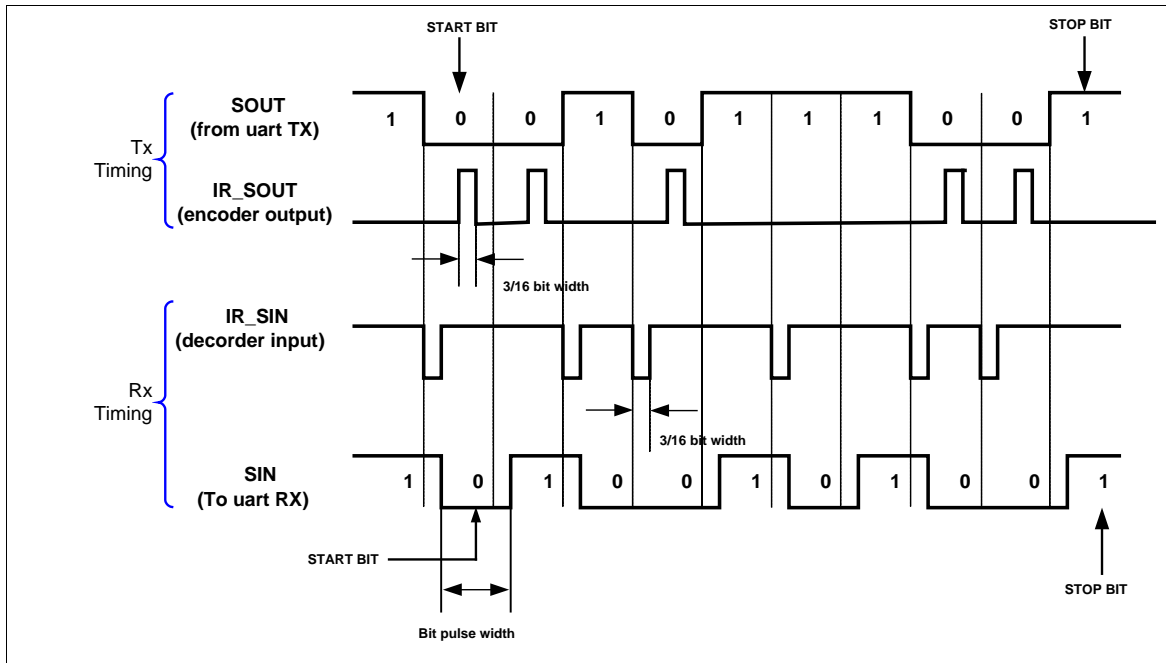 START BIT
STOP BIT
SOUT
(from uart TX)
1 0 0 1 0 1 1 1 0 0 1
Tx
Timing
IR_SOUT
(encoder output)
3/16 bit width
IR_SIN
(decorder input)
Rx
Timing
3/16 bit width
SIN
(To uart RX)
1 0 1 0 0 1 0 1 0 0 1
START BIT
STOP BIT
Bit pulse width